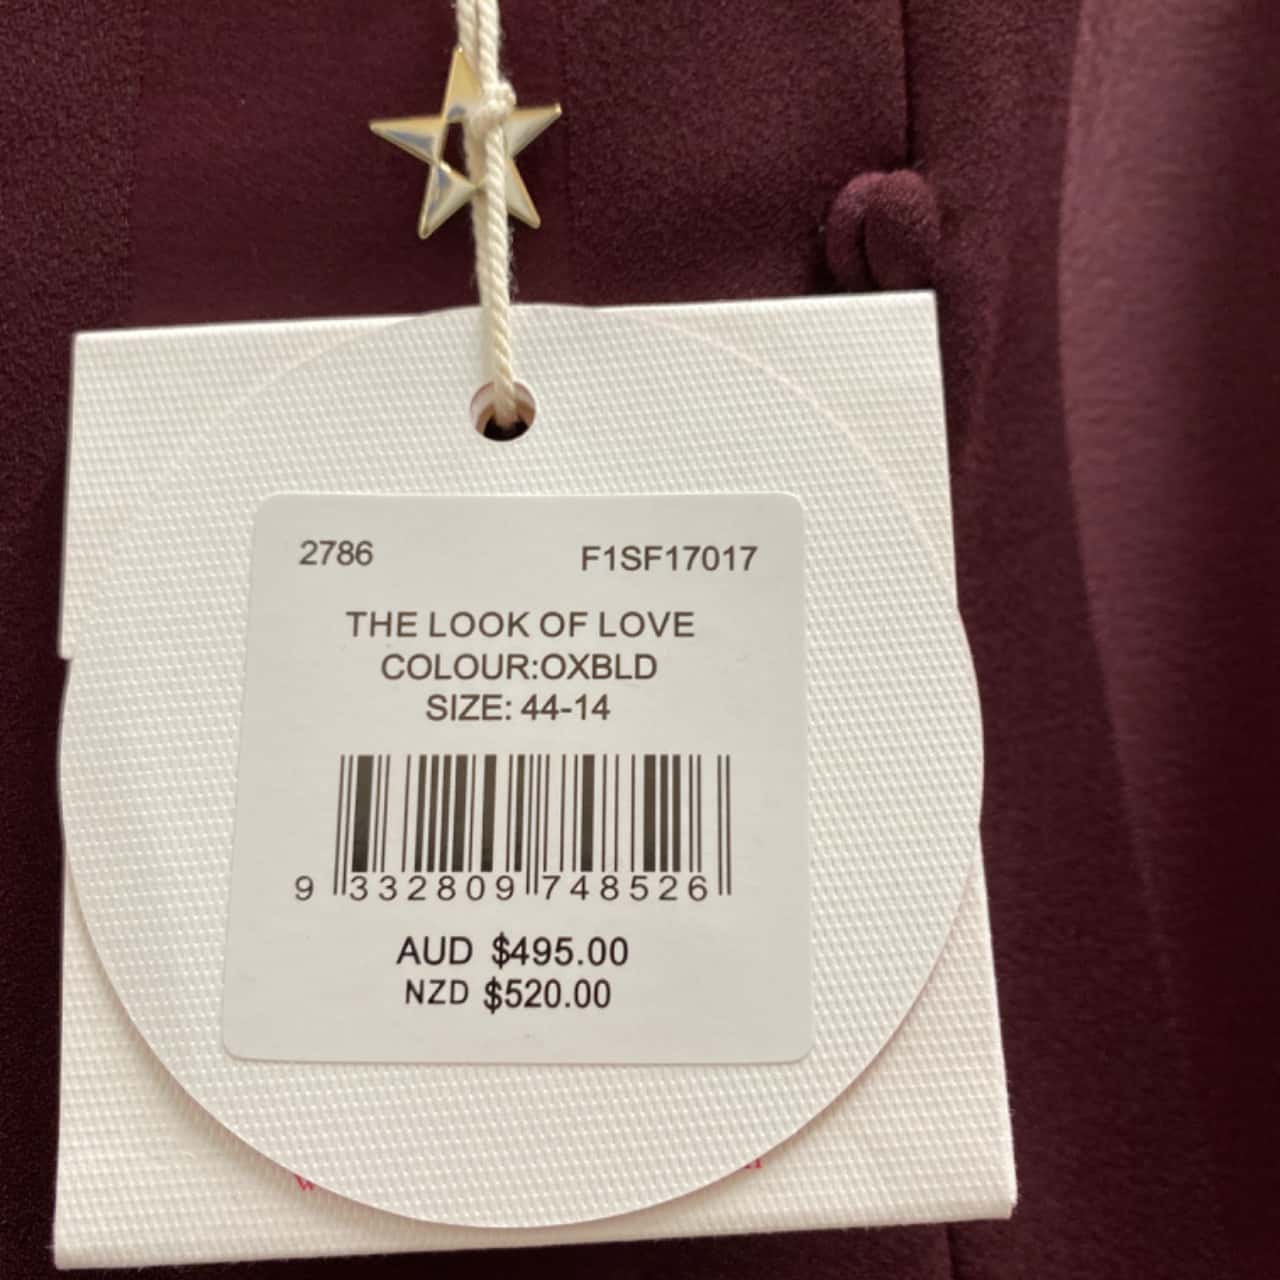 2786 F1SF17017
THE LOOK OF LOVE
COLOUR:OXBLD
SIZE: 44-14
9 332809 748526
AUD $495.00
NZD $520.00